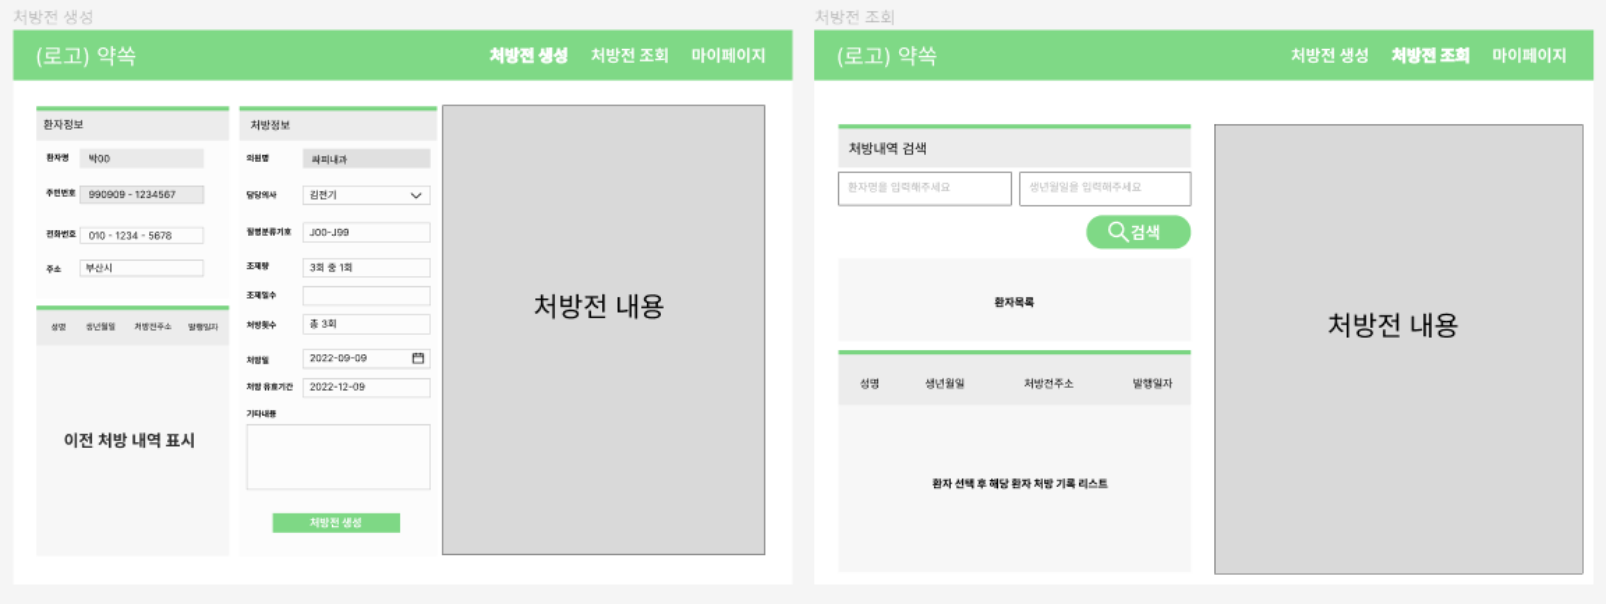 처방전 생성
(로고) 약쏙
처방전 생성 처방전 조회 마이페이지
환자정보
환자명 박00
주민번호 990909 - 1234567
전화번호 010 - 1234 - 5678
주소 부산시
성명 생년월일 처방전주소 발행일자
이전 처방 내역 표시
처방정보
의원명 싸피내과
담당의사 김전기
질병분류기호 J00-J99
조제량 3회 중 1회
조제일수
처방횟수 총 3회
처방일 2022-09-09
처방 유효기간 2022-12-09
기타내용
처방전 생성
처방전 내용
처방전 조회
(로고) 약쏙
처방전 생성 처방전 조회 마이페이지
처방내역 검색
환자명을 입력해주세요 생년월일을 입력해주세요
검색
환자목록
성명 생년월일 처방전주소 발행일자
환자 선택 후 해당 환자 처방 기록 리스트
처방전 내용